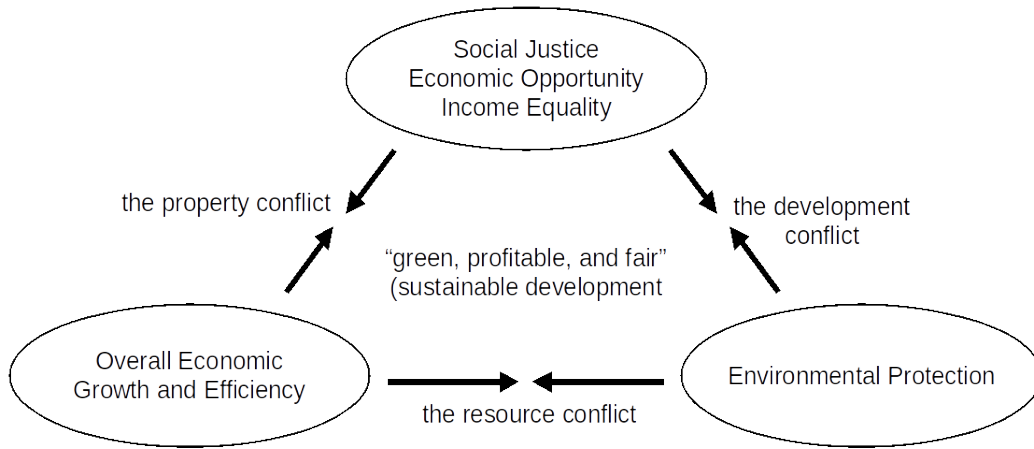 Social Justice
Economic Opportunity
Income Equality
the property conflict
the development
conflict
“green, profitable, and fair”
(sustainable development
Overall Economic
Growth and Efficiency
Environmental Protection
the resource conflict